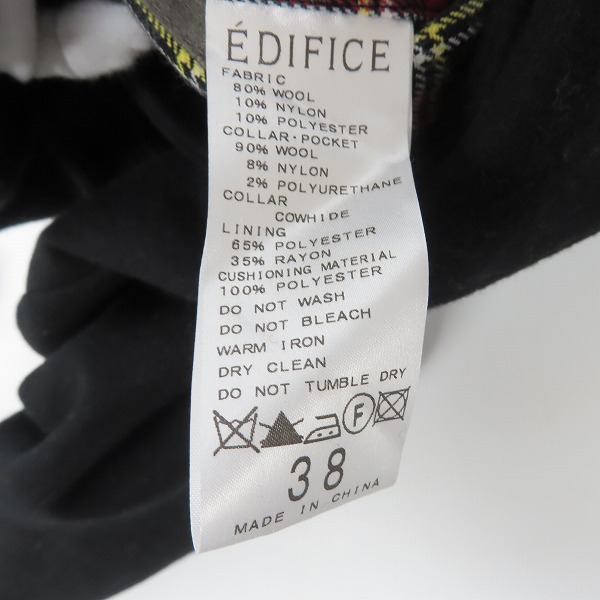 ÉDIFICE
FABRIC
80% WOOL
10% NYLON
10% POLYESTER
COLLAR·POCKET
90% WOOL
8% NYLON
2% POLYURETHANE
COLLAR
COWHIDE
LINING
65% POLYESTER
35% RAYON
CUSHIONING MATERIAL
100% POLYESTER
DO NOT WASH
DO NOT BLEACH
WARM IRON
DRY CLEAN
DO NOT TUMBLE DRY
F
38
MADE IN CHINA